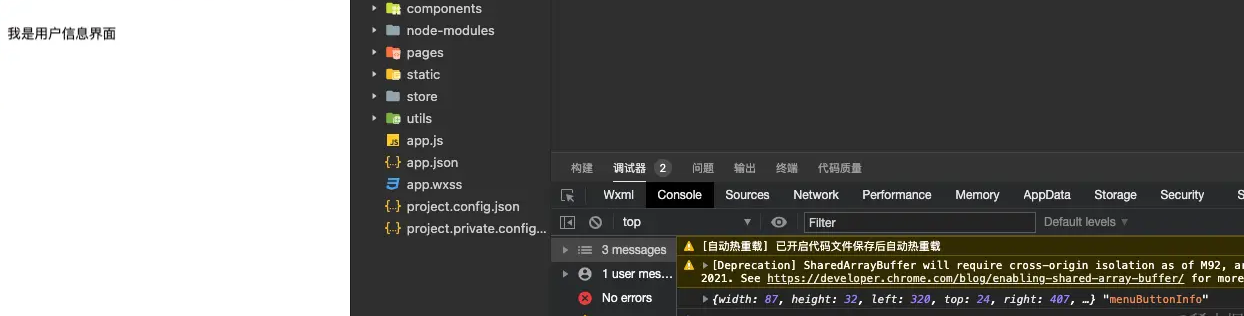 我是用户信息界面
components
node-modules
pages
static
store
utils
app.js
app.json
app.wxss
project.config.json
project.private.config...
构建 调试器 2 问题 输出 终端 代码质量
Wxml Console Sources Network Performance Memory AppData Storage Security S
top Filter Default levels
3 messages
1 user mes...
No errors
[自动热重载] 已开启代码文件保存后自动热重载
[Deprecation] SharedArrayBuffer will require cross-origin isolation as of M92, ar
2021. See https://developer.chrome.com/blog/enabling-shared-array-buffer/ for more
{width: 87, height: 32, left: 320, top: 24, right: 407, …} "menuButtonInfo"